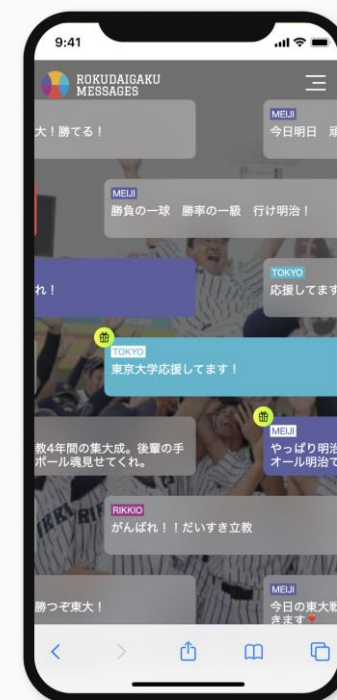 9:41
ROKUDAIGAKU
MESSAGES
大！勝てる！
MEIJI
今日明日　頑
MEIJI
勝負の一球　勝率の一級　行け明治！
れ！
TOKYO
応援してます
TOKYO
東京大学応援してます！
教4年間の集大成。後輩の手
ポール魂見せてくれ。
MEIJI
やっぱり明治
オール明治で
RIKKIO
がんばれ！！だいすき立教
勝つぞ東大！
MEIJI
今日の東大戦
きます